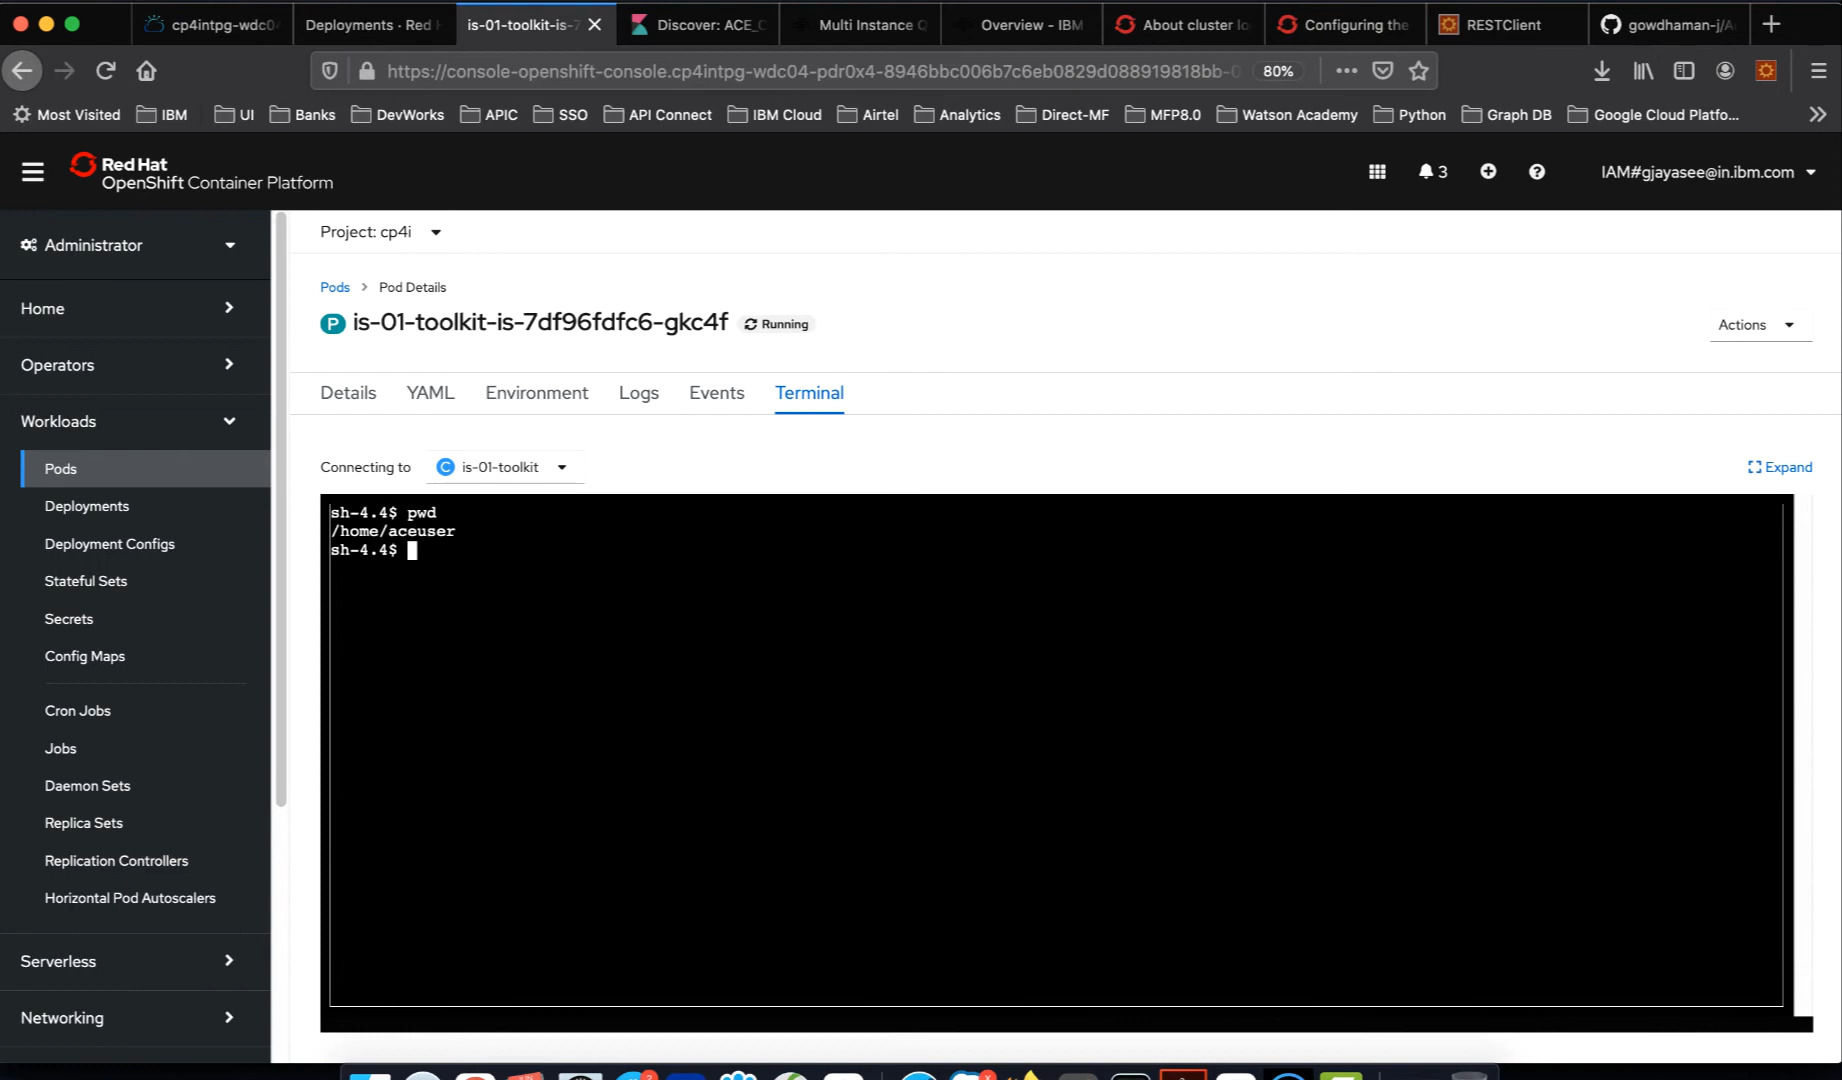 cp4intpg-wdc0
Deployments · Red H
is-01-toolkit-is-7
Discover: ACE_C
Multi Instance Q
Overview - IBM
About cluster lo
Configuring the
RESTClient
gowdhaman-j/A
https://console-openshift-console.cp4intpg-wdc04-pdr0x4-8946bbc006b7c6eb0829d088919818bb-0
80%
Most Visited
IBM
UI
Banks
DevWorks
APIC
SSO
API Connect
IBM Cloud
Airtel
Analytics
Direct-MF
MFP8.0
Watson Academy
Python
Graph DB
Google Cloud Platfo...
Red Hat
OpenShift Container Platform
3
IAM#gjayasee@in.ibm.com
Administrator
Home
Operators
Workloads
Pods
Deployments
Deployment Configs
Stateful Sets
Secrets
Config Maps
Cron Jobs
Jobs
Daemon Sets
Replica Sets
Replication Controllers
Horizontal Pod Autoscalers
Serverless
Networking
Project: cp4i
Pods > Pod Details
P is-01-toolkit-is-7df96fdfc6-gkc4f Running
Actions
Details
YAML
Environment
Logs
Events
Terminal
Connecting to
C is-01-toolkit
Expand
sh-4.4$ pwd
/home/aceuser
sh-4.4$